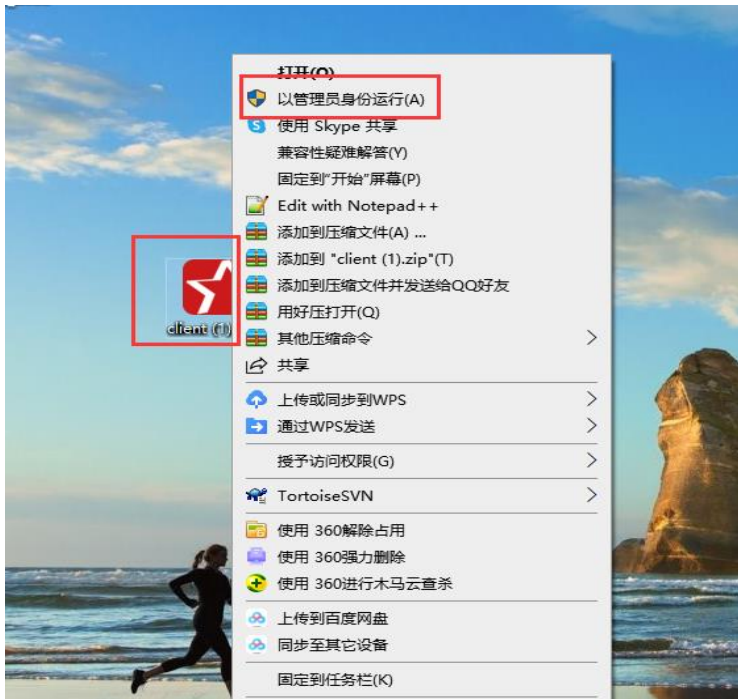 打开(O)
以管理员身份运行(A)
使用 Skype 共享
兼容性疑难解答(Y)
固定到"开始"屏幕(P)
Edit with Notepad++
添加到压缩文件(A) ...
添加到 "client (1).zip"(T)
添加到压缩文件并发送给QQ好友
用好压打开(Q)
其他压缩命令
共享
上传或同步到WPS
通过WPS发送
授予访问权限(G)
TortoiseSVN
使用 360解除占用
使用 360强力删除
使用 360进行木马云查杀
上传到百度网盘
同步至其它设备
固定到任务栏(K)
client (1)